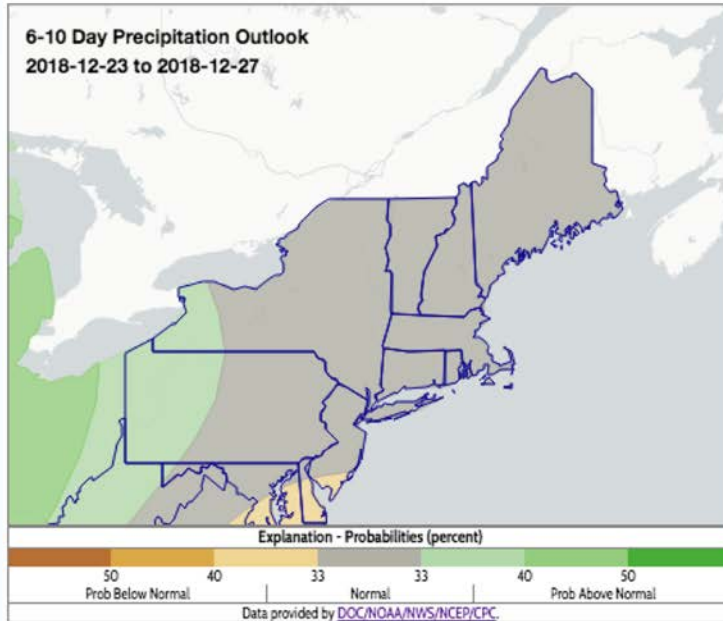 6-10 Day Precipitation Outlook
2018-12-23 to 2018-12-27
Explanation - Probabilities (percent)
50 40 33 33 40 50
Prob Below Normal | Normal | Prob Above Normal
Data provided by DOC/NOAA/NWS/NCEP/CPC.